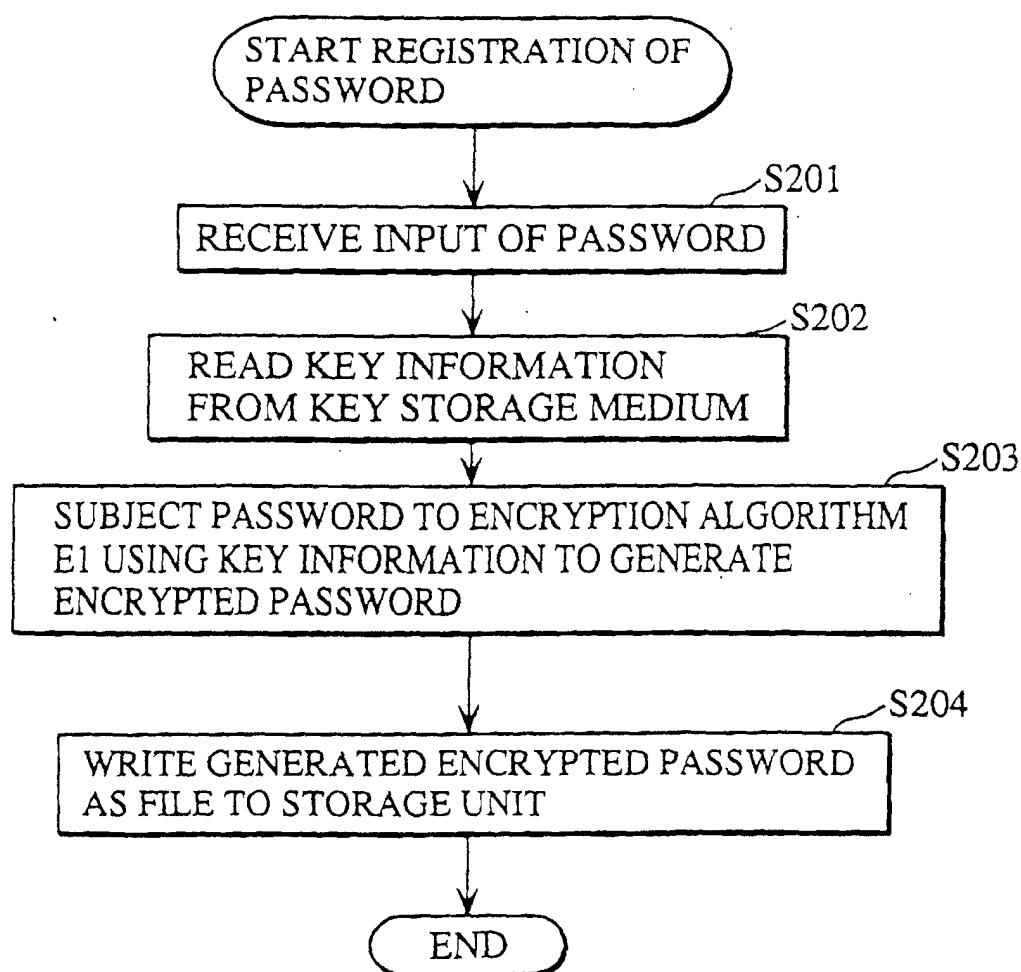 START REGISTRATION OF
PASSWORD
S201
RECEIVE INPUT OF PASSWORD
S202
READ KEY INFORMATION
FROM KEY STORAGE MEDIUM
S203
SUBJECT PASSWORD TO ENCRYPTION ALGORITHM
E1 USING KEY INFORMATION TO GENERATE
ENCRYPTED PASSWORD
S204
WRITE GENERATED ENCRYPTED PASSWORD
AS FILE TO STORAGE UNIT
END